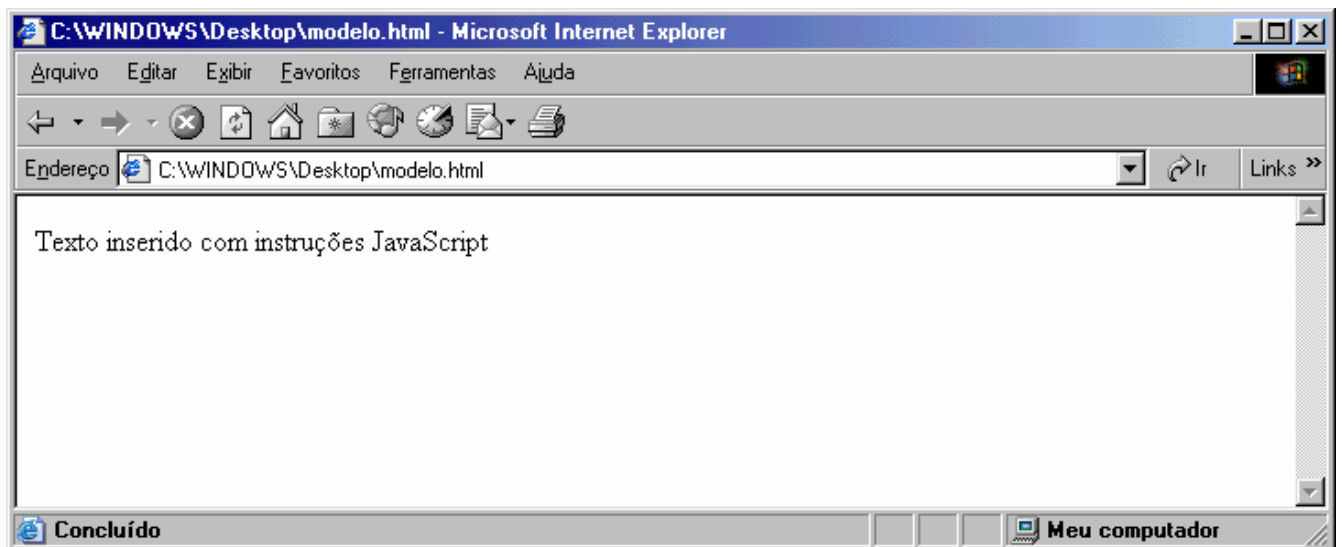 C:\WINDOWS\Desktop\modelo.html - Microsoft Internet Explorer
Arquivo Editar Exibir Favoritos Ferramentas Ajuda
Endereço C:\WINDOWS\Desktop\modelo.html Ir Links »
Texto inserido com instruções JavaScript
Concluído Meu computador